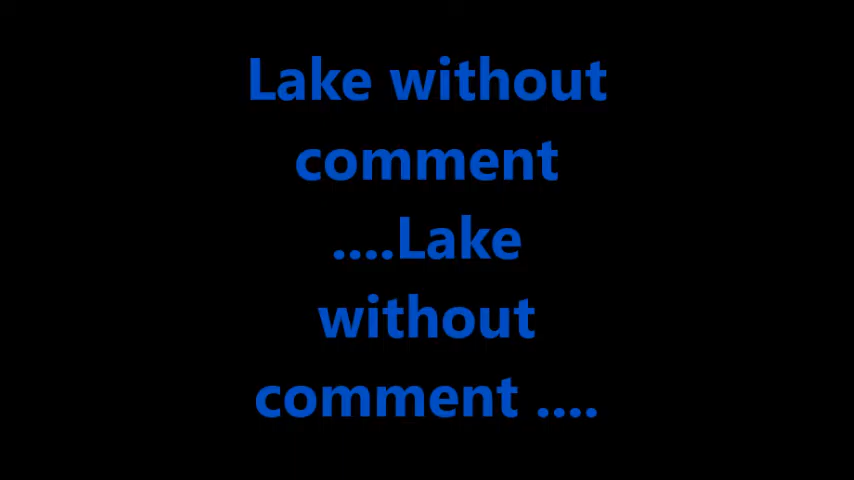 Lake without
comment
....Lake
without
comment ....